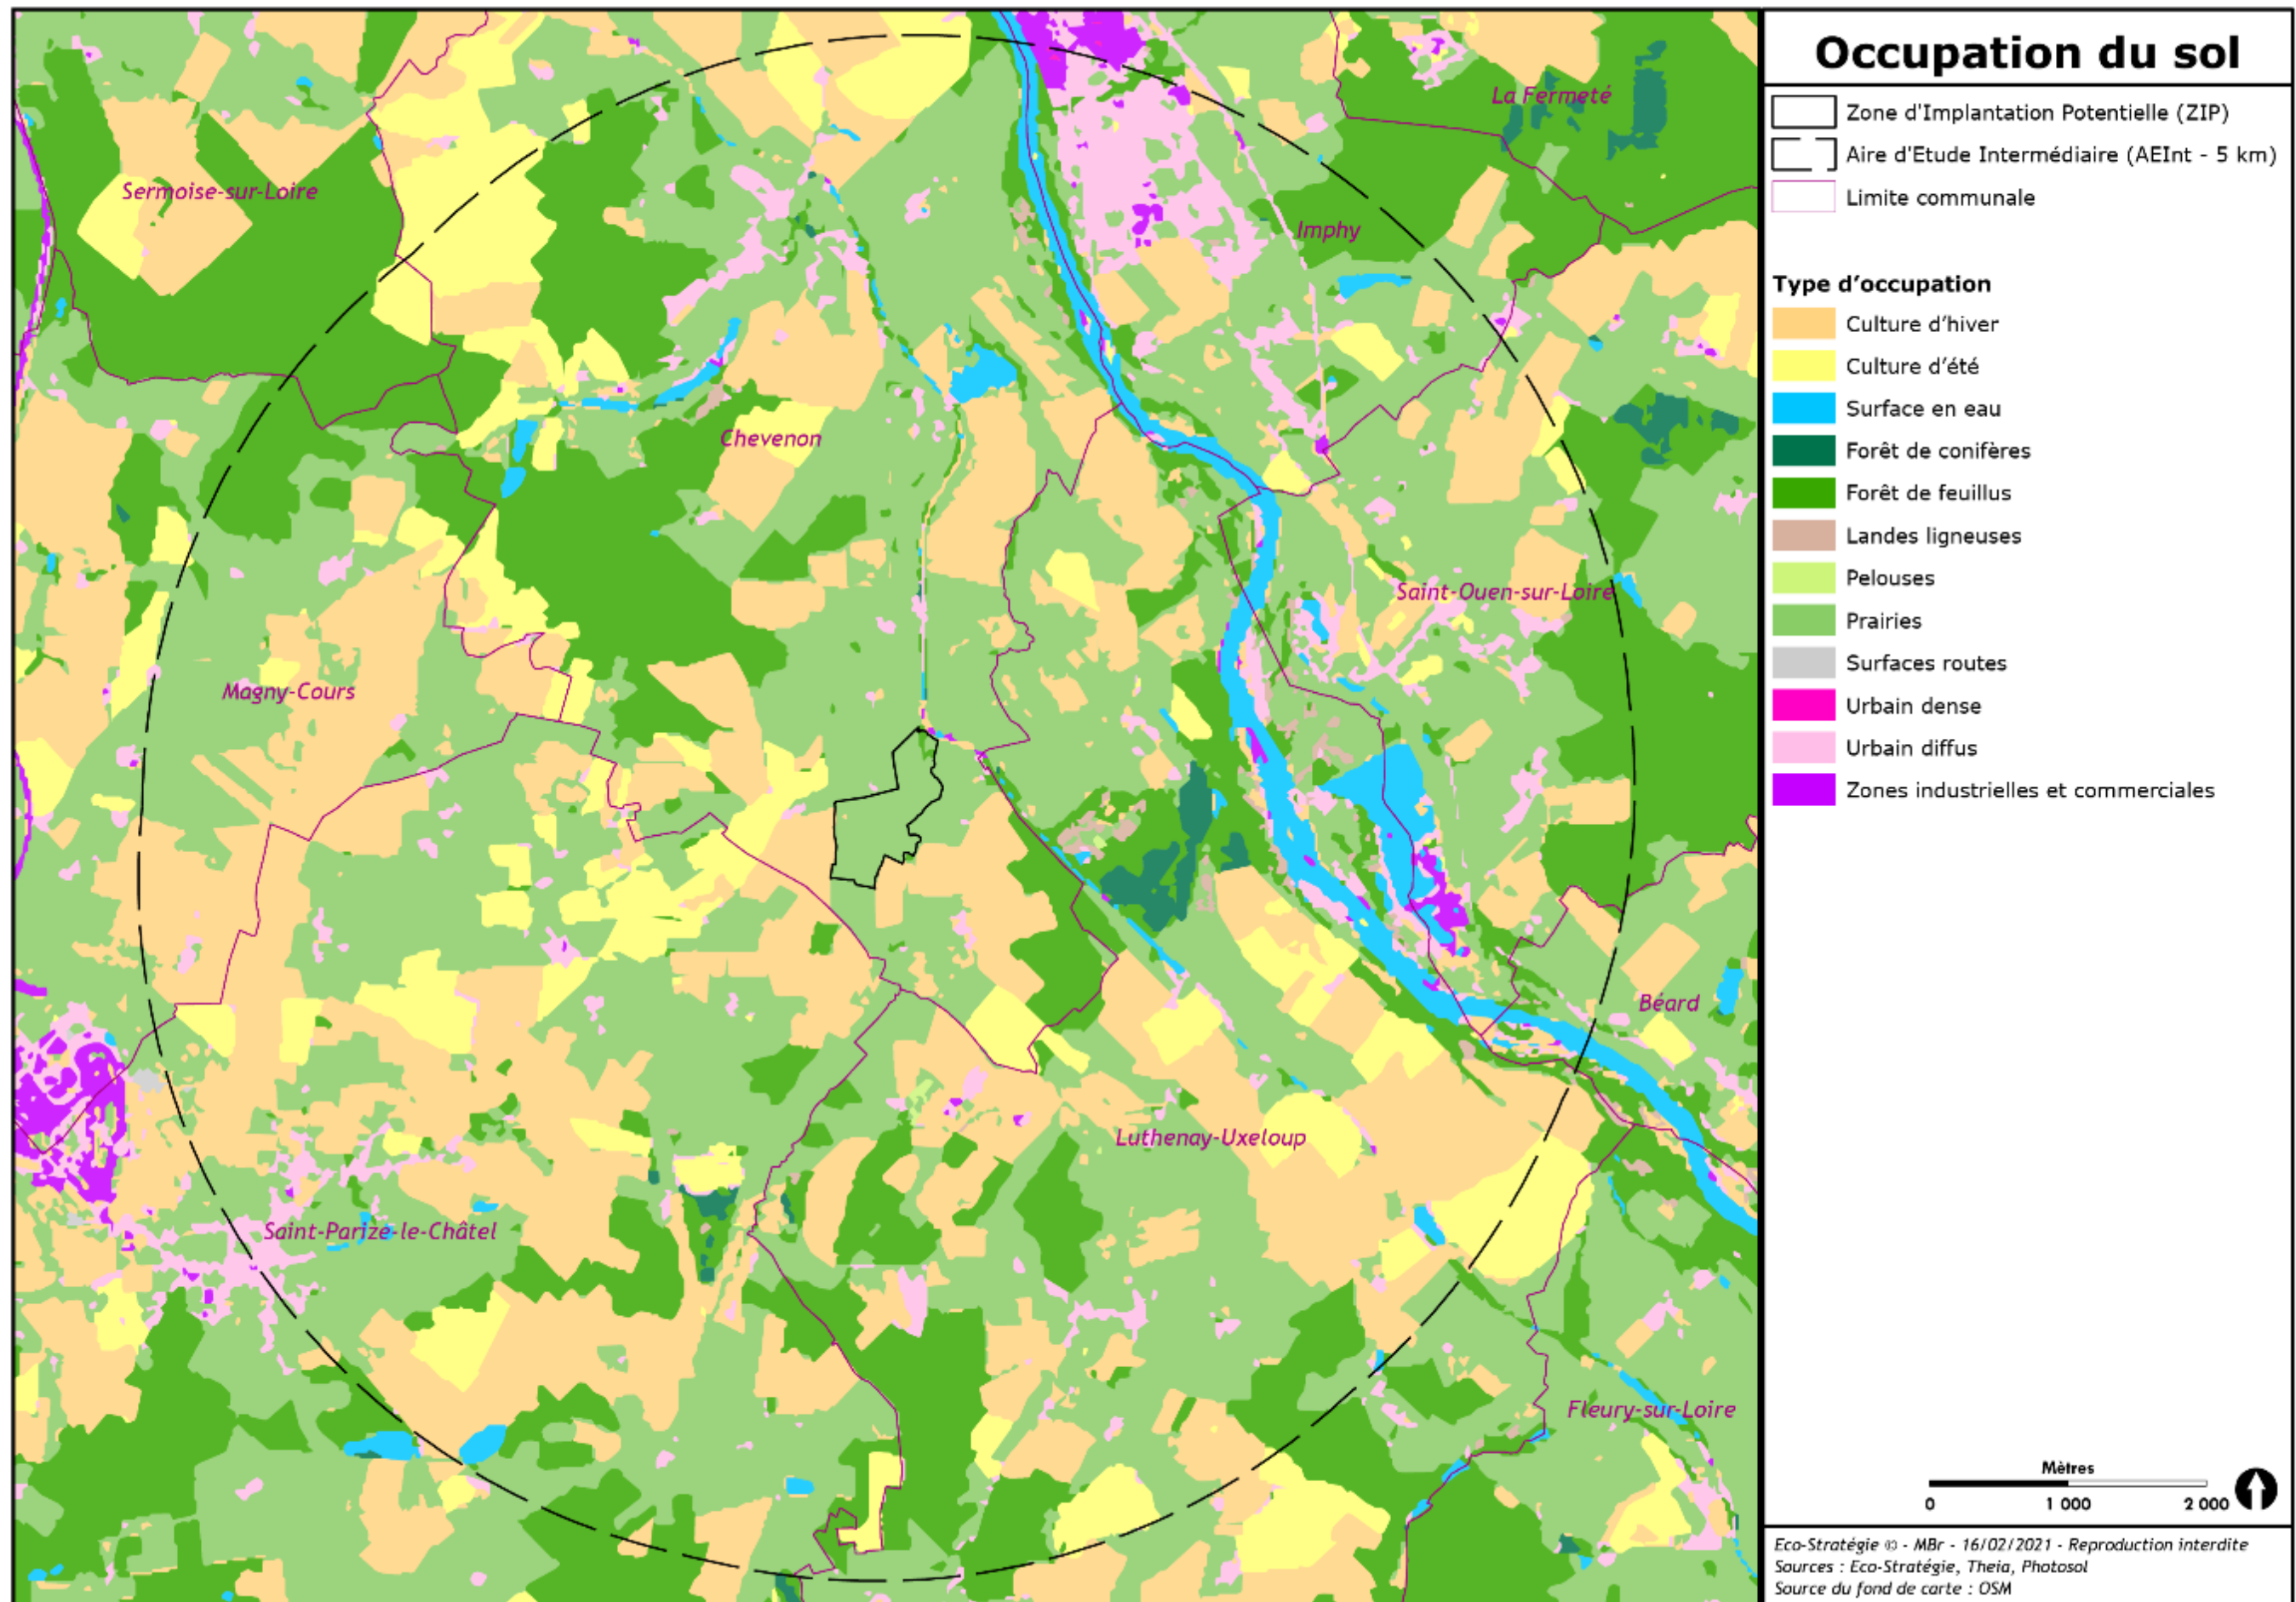 Occupation du sol
Zone d'Implantation Potentielle (ZIP)
Aire d'Etude Intermédiaire (AEInt - 5 km)
Limite communale
Type d'occupation
Culture d'hiver
Culture d'été
Surface en eau
Forêt de conifères
Forêt de feuillus
Landes ligneuses
Pelouses
Prairies
Surfaces routes
Urbain dense
Urbain diffus
Zones industrielles et commerciales
La Fermeté
Sermoise-sur-Loire
Imphy
Chevenon
Saint-Ouen-sur-Loire
Magny-Cours
Béard
Luthenay-Uxeloup
Saint-Parize-le-Châtel
Fleury-sur-Loire
Mètres
0 1 000 2 000
Eco-Stratégie © - MBr - 16/02/2021 - Reproduction interdite
Sources : Eco-Stratégie, Theia, Photosol
Source du fond de carte : OSM